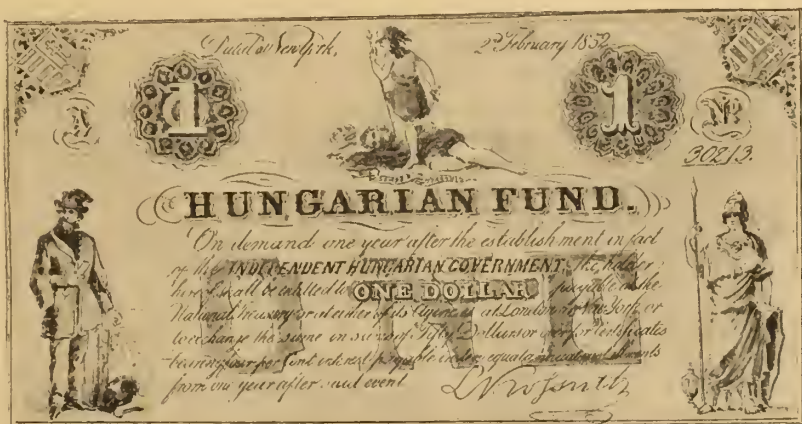 Dated at New York, 2d February 1852
1
1
No
30213.
HUNGARIAN FUND.
On demand one year after the establishment in fact
of the INDEPENDENT HUNGARIAN GOVERNMENT the holder
hereof shall be entitled to ONE DOLLAR payable at the
National Treasury or at either of its Agencies at London or New York or
to exchange the same in sums of Fifty Dollars or over for certificates
bearing four per cent interest payable in ten equal annual instalments
from one year after said event